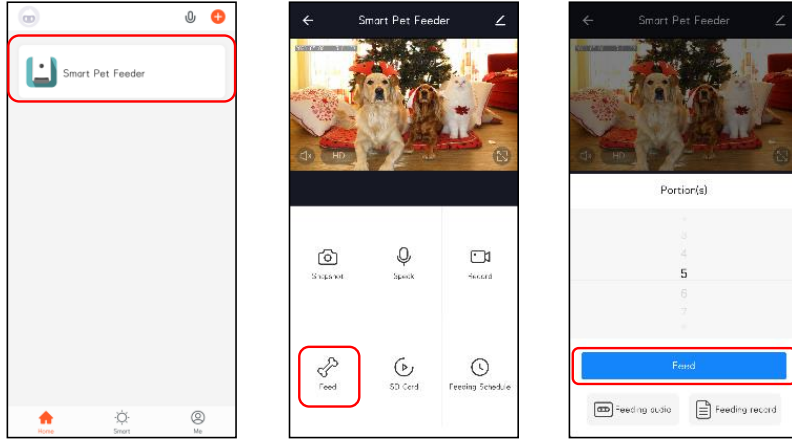 Smart Pet Feeder
Home
Smart
Me
Smart Pet Feeder
HD
Snapshot
Speak
Record
Feed
SD Card
Feeding Schedule
Smart Pet Feeder
HD
Portion(s)
3
4
5
6
7
Feed
Feeding audio
Feeding record